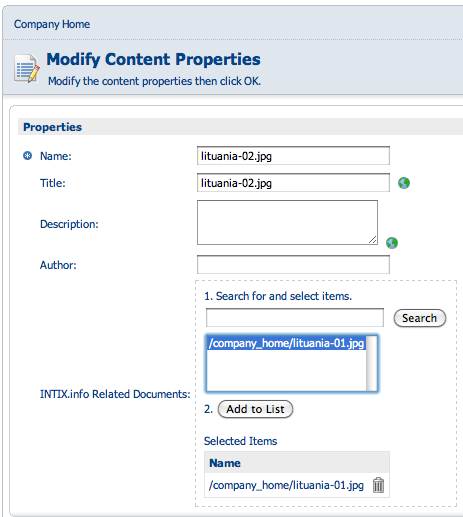 Company Home
Modify Content Properties
Modify the content properties then click OK.
Properties
Name: lituania-02.jpg
Title: lituania-02.jpg
Description:
Author:
1. Search for and select items.
Search
/company_home/lituania-01.jpg
INTIX.info Related Documents:
2. Add to List
Selected Items
Name
/company_home/lituania-01.jpg